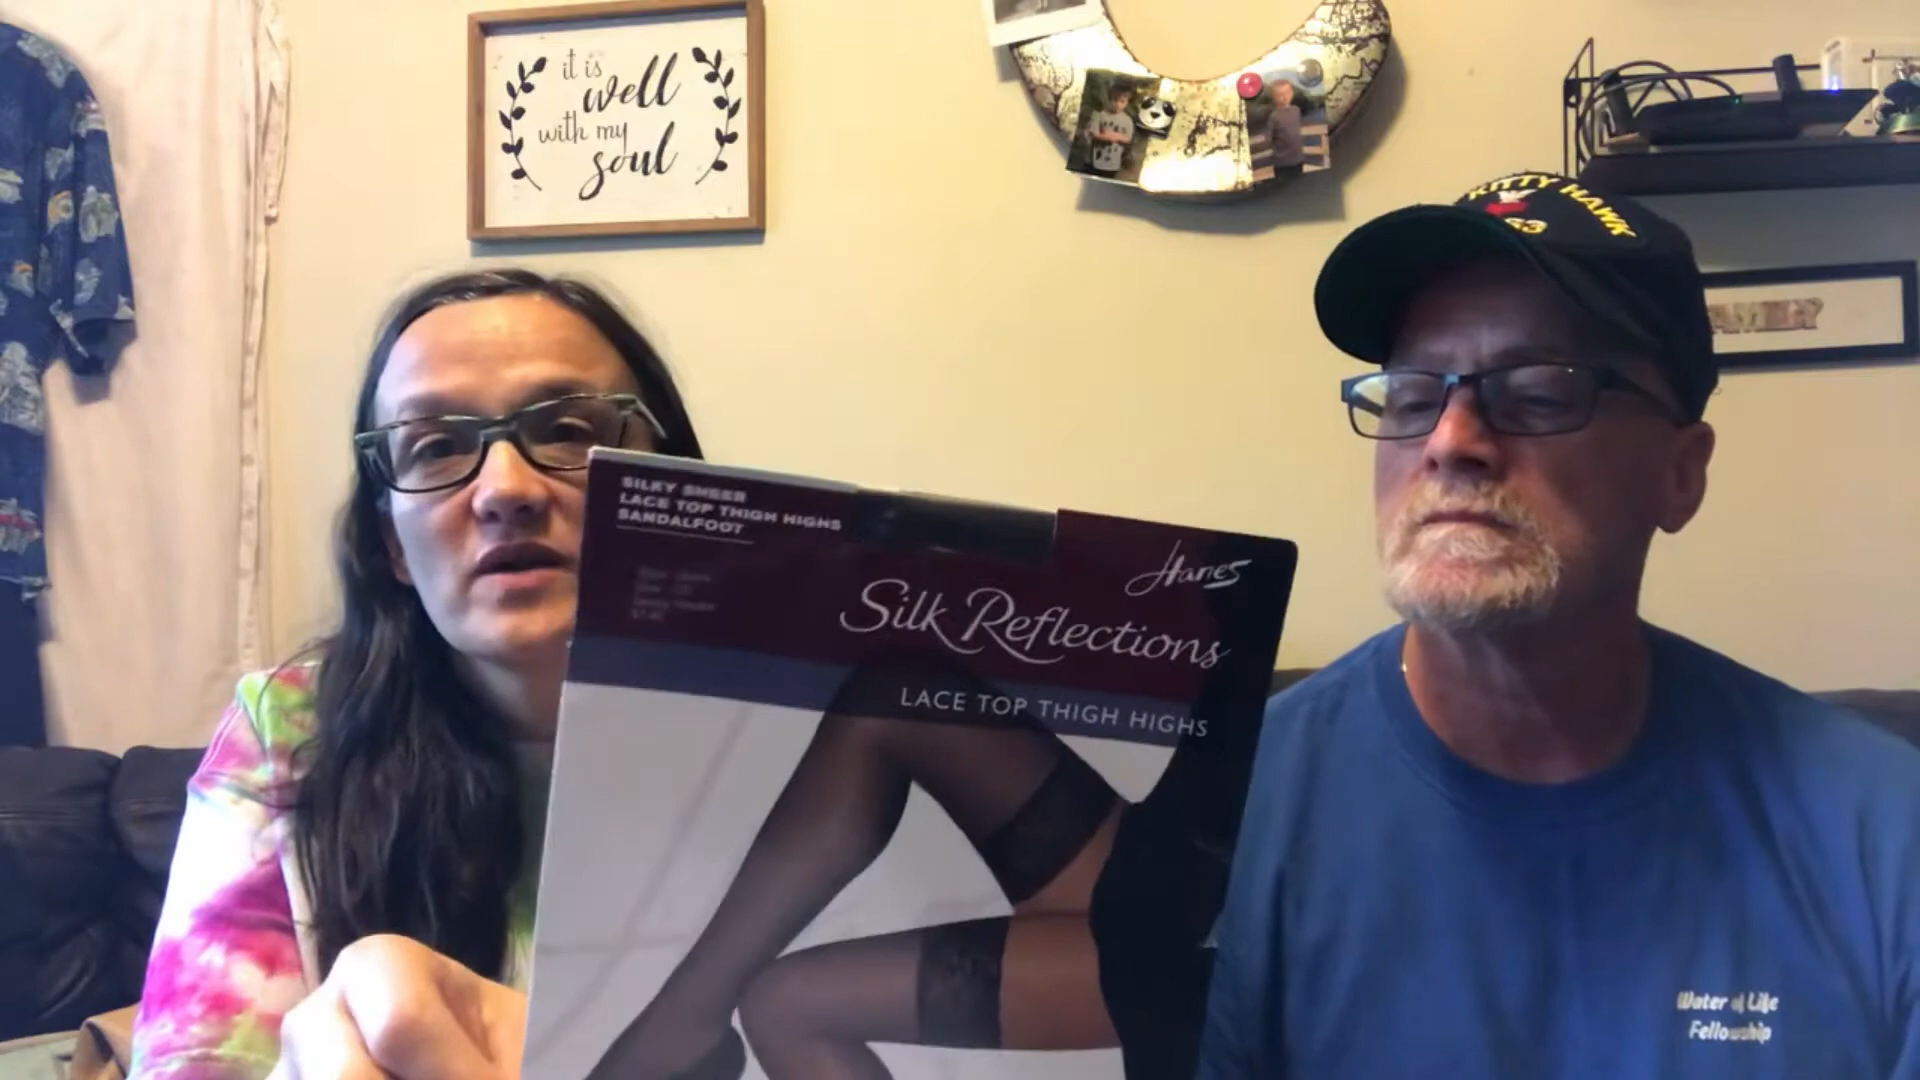 it is
well
with my
soul
KITTY HAWK
63
SILKY SHEER
LACE TOP THIGH HIGHS
SANDALFOOT
Hanes
Silk Reflections
LACE TOP THIGH HIGHS
Water of Life
Fellowship